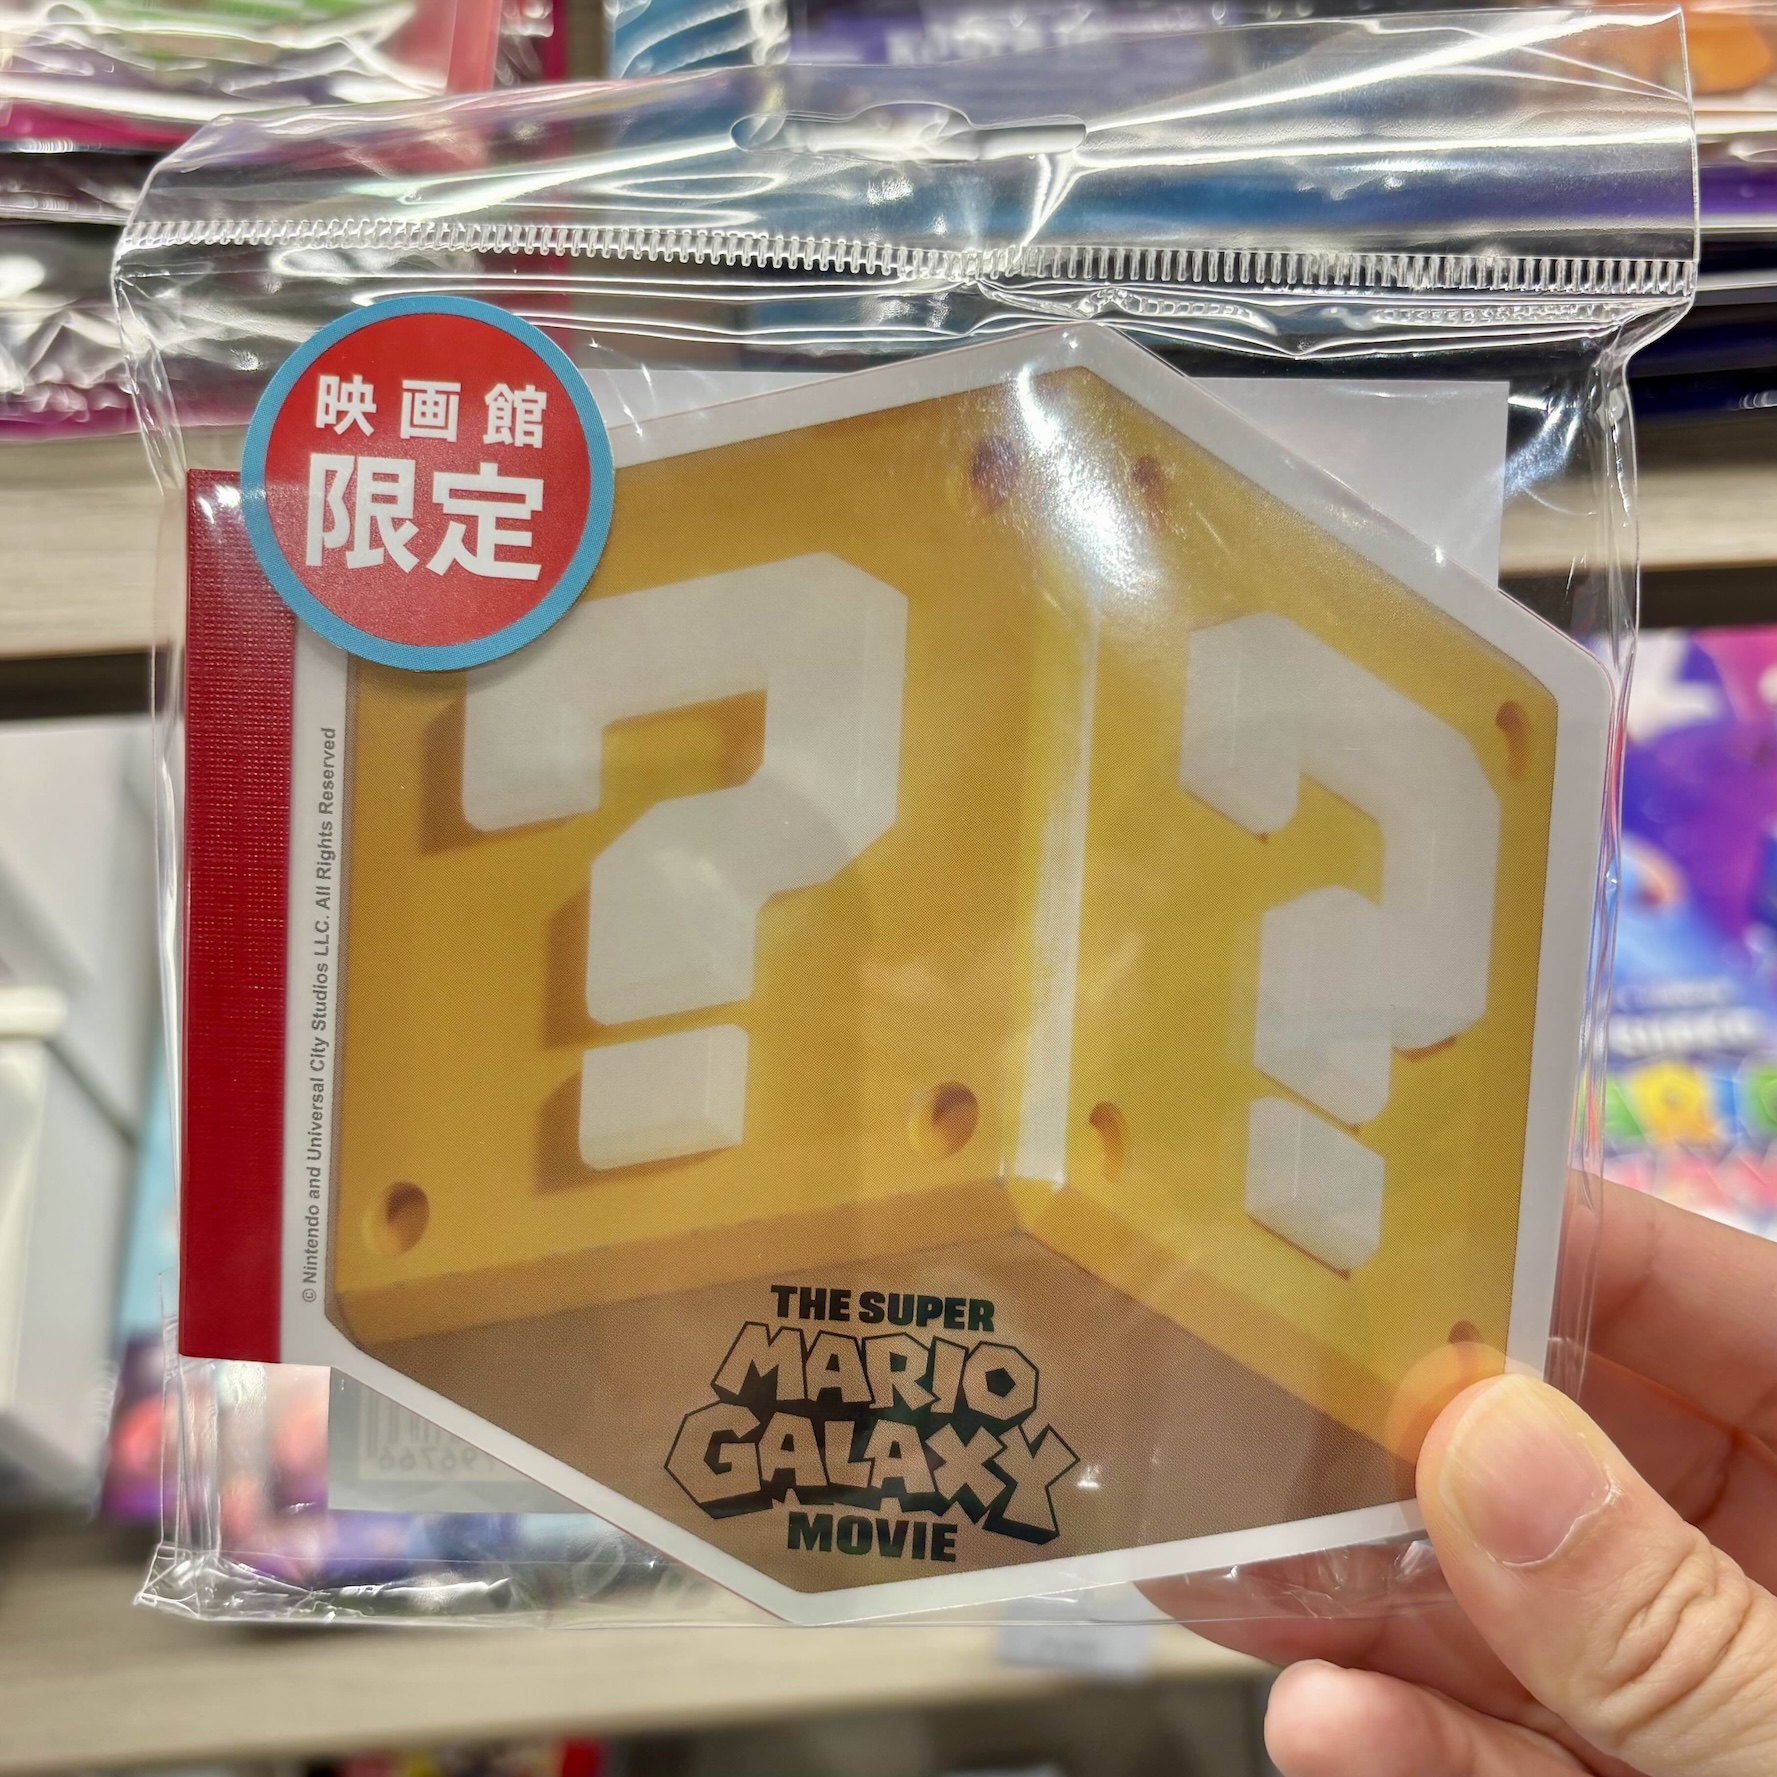 映画館
限定
© Nintendo and Universal City Studios LLC. All Rights Reserved
THE SUPER
MARIO
GALAXY
MOVIE